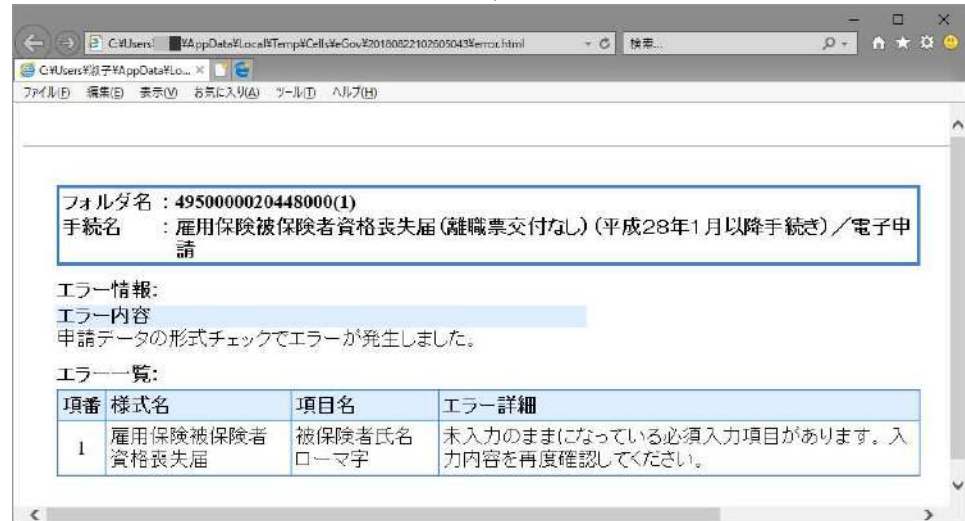 C:¥Users¥ ¥AppData¥Local¥Temp¥Cells¥eGov¥20180822102605043¥error.html
検索...
C:¥Users¥淑子¥AppData¥Lo...
ファイル(F) 編集(E) 表示(V) お気に入り(A) ツール(T) ヘルプ(H)
フォルダ名 : 4950000020448000(1)
手続名 : 雇用保険被保険者資格喪失届(離職票交付なし)(平成28年1月以降手続き)/電子申
請
エラー情報:
エラー内容
申請データの形式チェックでエラーが発生しました。
エラー一覧:
項番 様式名 項目名 エラー詳細
1 雇用保険被保険者 被保険者氏名 未入力のままになっている必須入力項目があります。入
資格喪失届 ローマ字 力内容を再度確認してください。